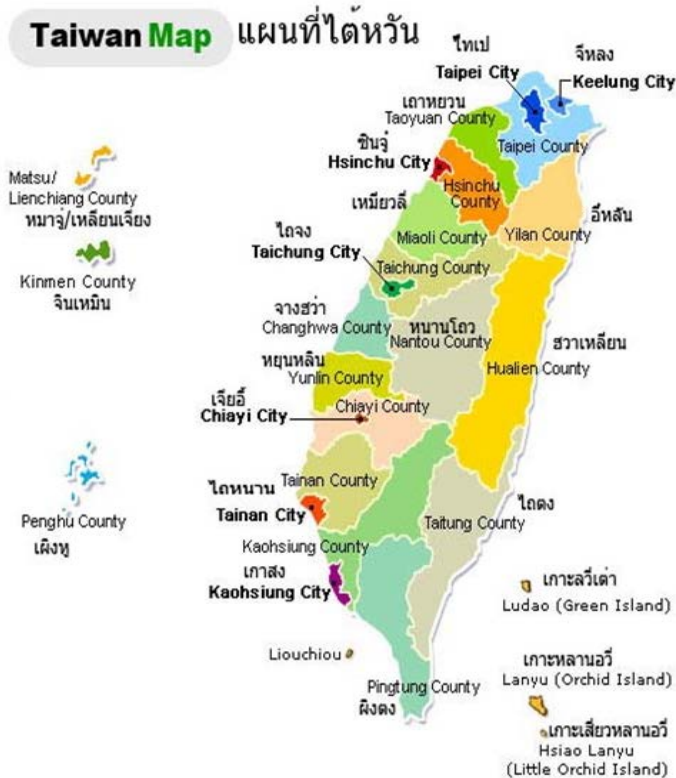 Taiwan Map แผนที่ไต้หวัน
ไทเป
Taipei City
จีหลง
Keelung City
เถาหยวน
Taoyuan County
Taipei County
ซินจู๋
Hsinchu City
Hsinchu
County
Matsu/
Lienchiang County
หมาจู่/เหลียนเจียง
เหมียวลี่
Miaoli County
อี๋หลัน
Yilan County
ไถจง
Taichung City
Taichung County
Kinmen County
จินเหมิน
จางฮว่า
Changhwa County
หนานโถว
Nantou County
ฮวาเหลียน
Hualien County
หยุนหลิน
Yunlin County
เจียอี้
Chiayi City
Chiayi County
Tainan County
ไถหนาน
Tainan City
ไถตง
Taitung County
Penghu County
เผิงหู
Kaohsiung County
เกาสง
Kaohsiung City
เกาะลวี่เต่า
Ludao (Green Island)
Liouchiou
เกาะหลานอวี่
Lanyu (Orchid Island)
Pingtung County
ผิงตง
เกาะเสี่ยวหลานอวี่
Hsiao Lanyu
(Little Orchid Island)